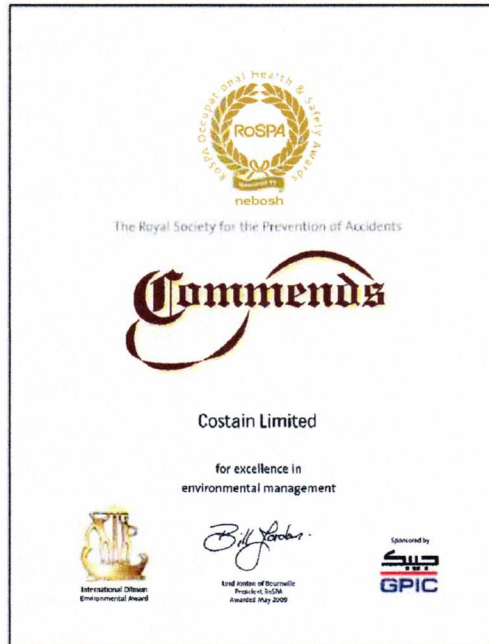 RoSPA Occupational Health & Safety Awards
RoSPA
nebosh
The Royal Society for the Prevention of Accidents
Commends
Costain Limited
for excellence in
environmental management
International Dilmun
Environmental Award
Bill Jordan.
Lord Jordan of Bournville
President RoSPA
Awarded May 2009
Sponsored by
جيبك
GPIC